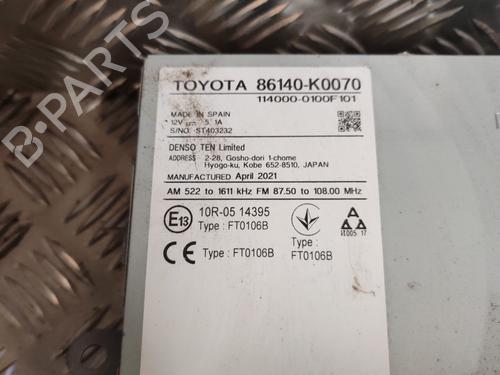 TOYOTA 86140-K0070
114000-0100F101
MADE IN SPAIN
12V 5.1A
S/NO. ST403232
DENSO TEN Limited
ADDRESS 2-28, Gosho-dori 1-chome
Hyogo-ku, Kobe 652-8510, JAPAN
MANUFACTURED April 2021
AM 522 to 1611 kHz FM 87.50 to 108.00 MHz
E13 10R-05 14395
Type : FT0106B
Type :
FT0106B
005 17
CE Type : FT0106B
B-PARTS